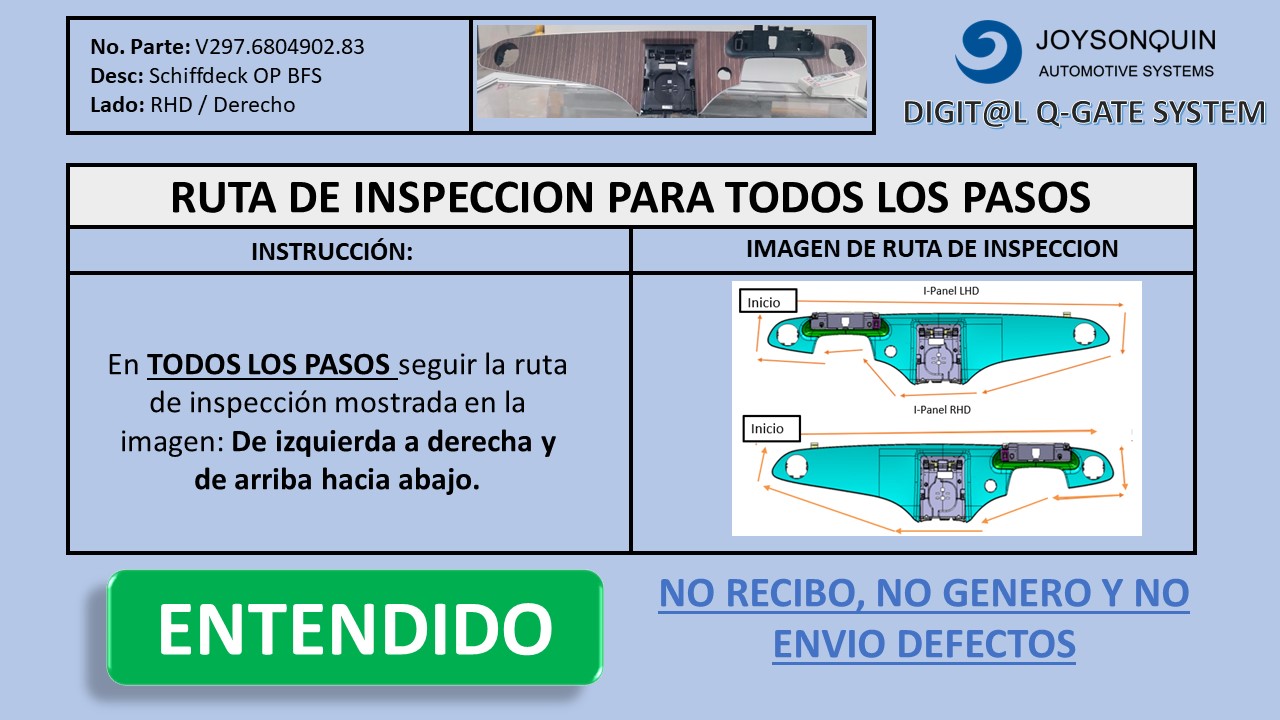 No. Parte: V297.6804902.83
Desc: Schiffdeck OP BFS
Lado: RHD / Derecho
JOYSONQUIN
AUTOMOTIVE SYSTEMS
DIGIT@L Q-GATE SYSTEM
RUTA DE INSPECCION PARA TODOS LOS PASOS
INSTRUCCIÓN:
IMAGEN DE RUTA DE INSPECCION
En TODOS LOS PASOS seguir la ruta
de inspección mostrada en la
imagen: De izquierda a derecha y
de arriba hacia abajo.
I-Panel LHD
Inicio
I-Panel RHD
Inicio
ENTENDIDO
NO RECIBO, NO GENERO Y NO
ENVIO DEFECTOS